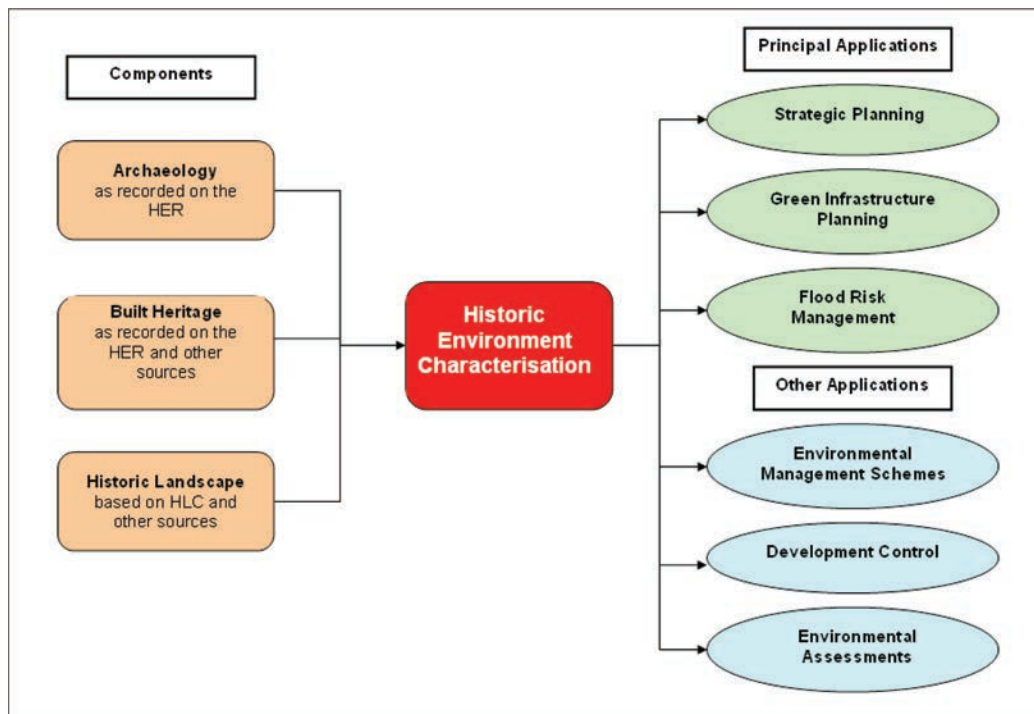 Components
Archaeology
as recorded on the
HER
Built Heritage
as recorded on the
HER and other
sources
Historic Landscape
based on HLC and
other sources
Historic
Environment
Characterisation
Principal Applications
Strategic Planning
Green Infrastructure
Planning
Flood Risk
Management
Other Applications
Environmental
Management Schemes
Development Control
Environmental
Assessments